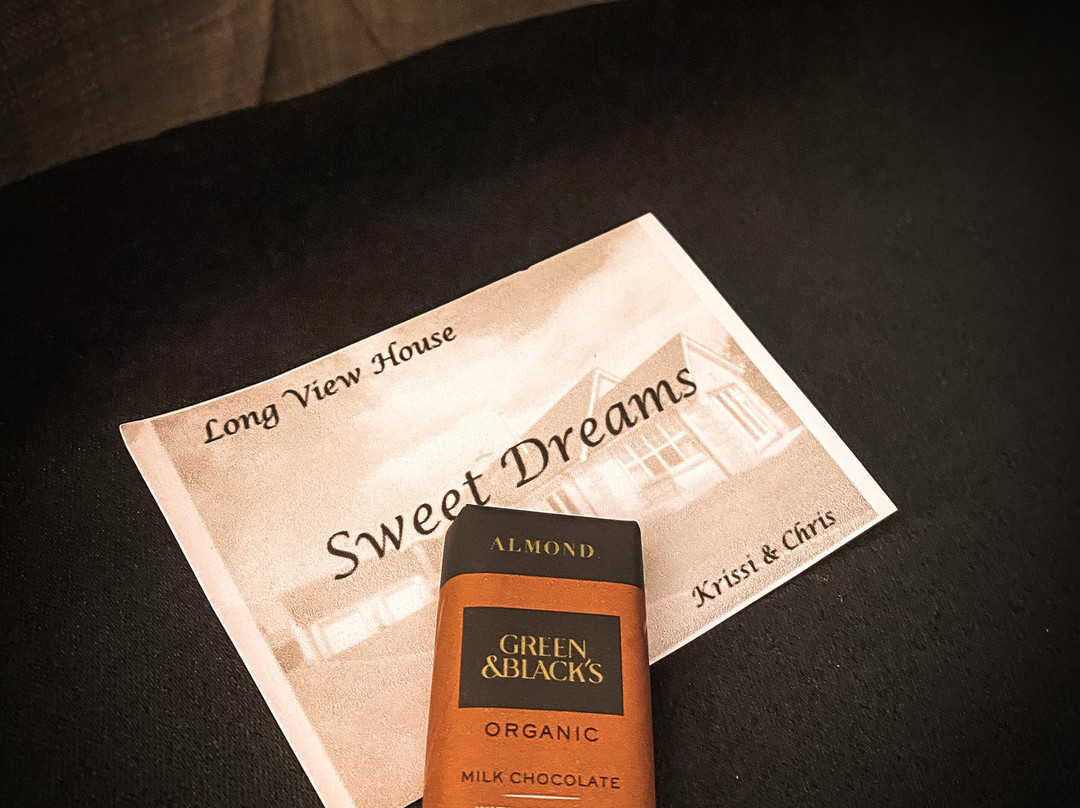 Long View House
Sweet Dreams
Krissi & Chris
ALMOND
GREEN
&BLACK'S
ORGANIC
MILK CHOCOLATE